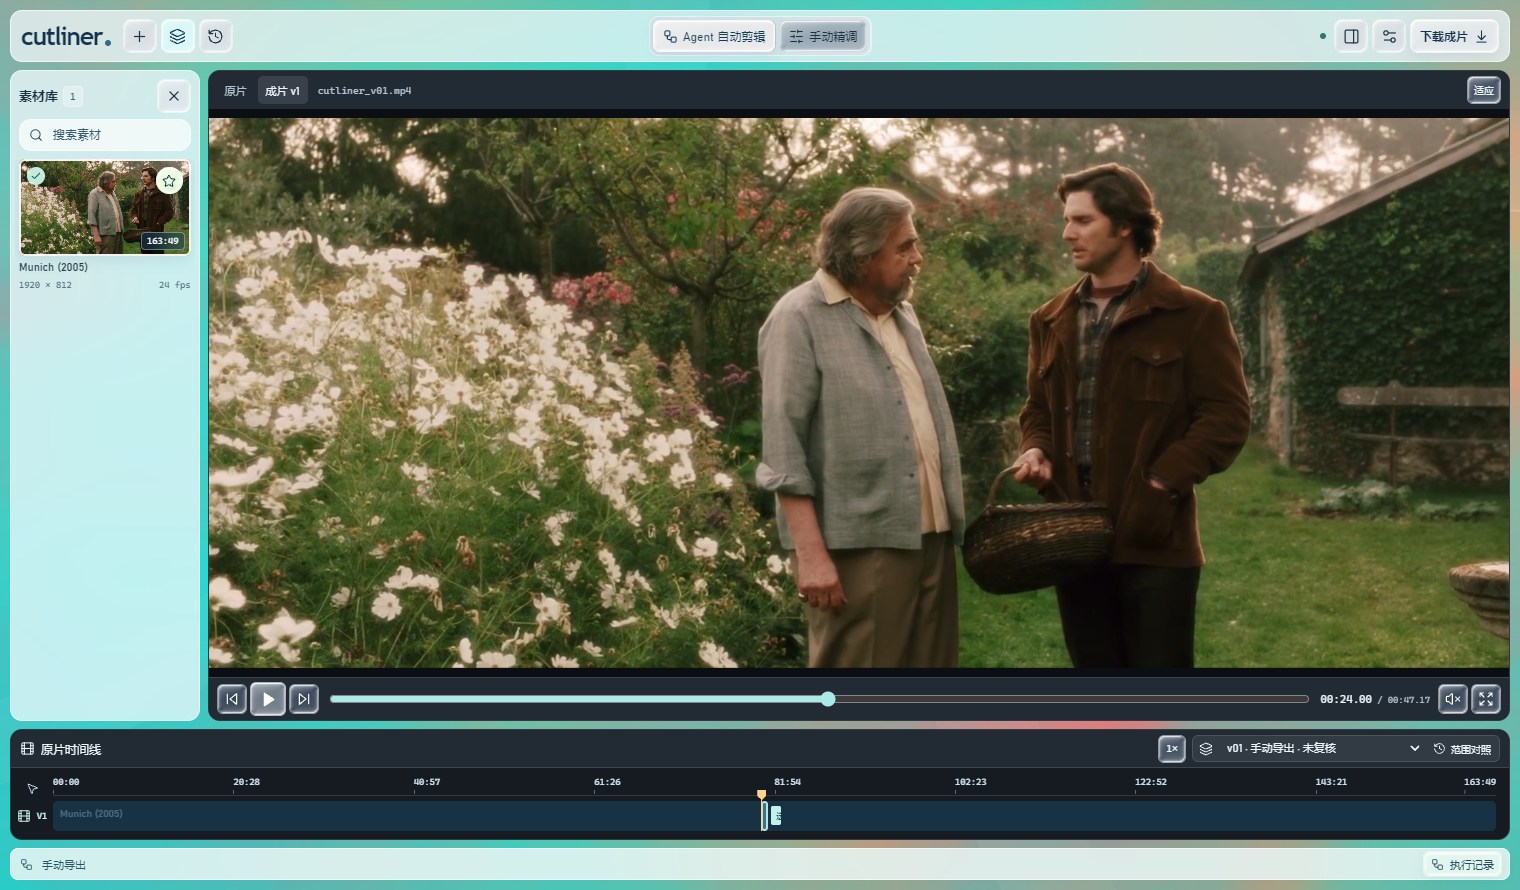 cutliner.
Agent 自动剪辑
手动精调
下载成片
素材库 1
搜索素材
163:49
Munich (2005)
1920 × 812 24 fps
原片 成片 v1 cutliner_v01.mp4
适应
00:24.00 / 00:47.17
原片时间线
1×
v01 · 手动导出 · 未复核
范围对照
00:00 20:28 40:57 61:26 81:54 102:23 122:52 143:21 163:49
V1 Munich (2005)
手动导出
执行记录